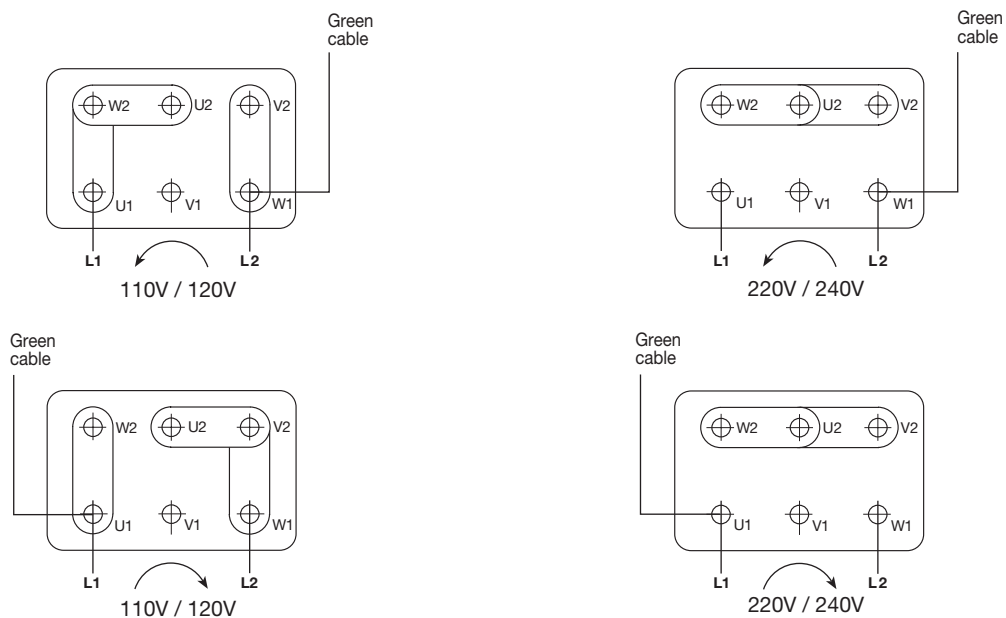 Green
cable
W2 U2 V2
U1 V1 W1
L1 L2
110V / 120V
Green
cable
W2 U2 V2
U1 V1 W1
L1 L2
220V / 240V
Green
cable
W2 U2 V2
U1 V1 W1
L1 L2
110V / 120V
Green
cable
W2 U2 V2
U1 V1 W1
L1 L2
220V / 240V